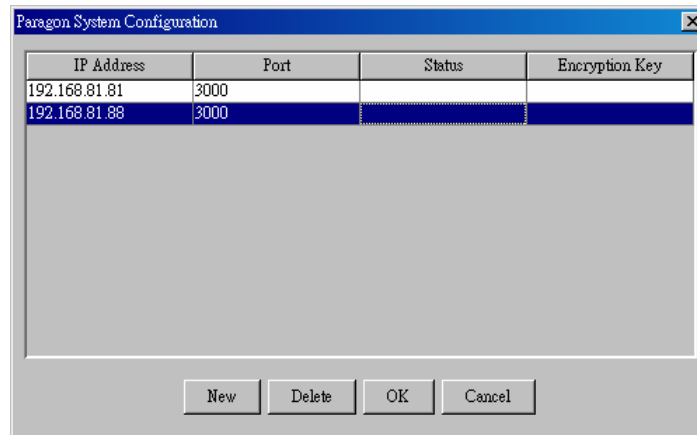 Paragon System Configuration
IP Address Port Status Encryption Key
192.168.81.81 3000
192.168.81.88 3000
New Delete OK Cancel